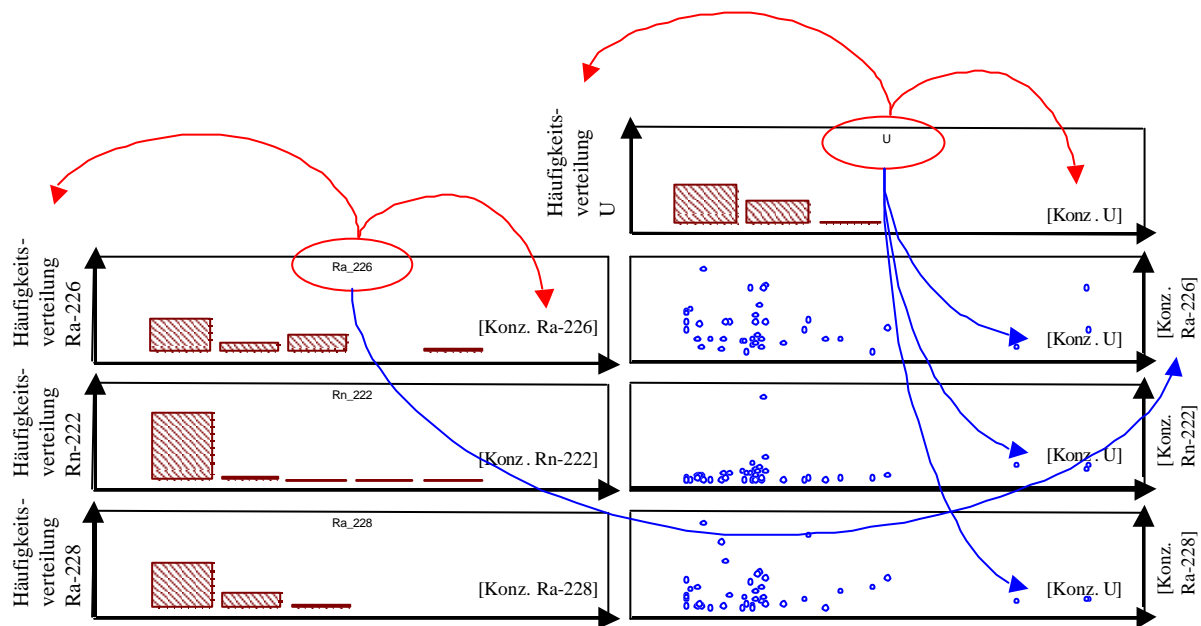 Häufigkeits-
verteilung
U
U
[Konz. U]
Häufigkeits-
verteilung
Ra-226
Ra_226
[Konz. Ra-226]
[Konz. U]
[Konz.
Ra-226]
Häufigkeits-
verteilung
Rn-222
Rn_222
[Konz. Rn-222]
[Konz. U]
[Konz.
Rn-222]
Häufigkeits-
verteilung
Ra-228
Ra_228
[Konz. Ra-228]
[Konz. U]
[Konz.
Ra-228]